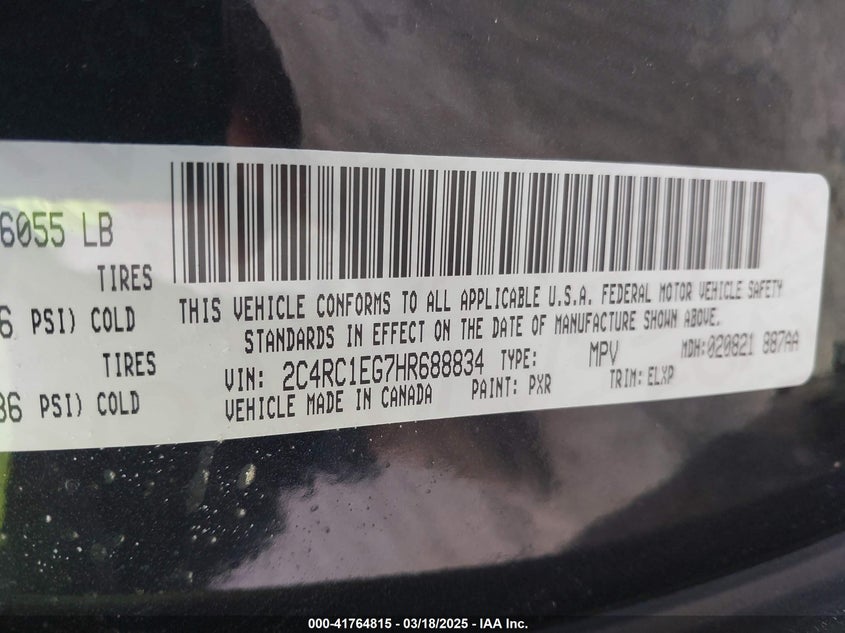 6055 LB
TIRES
6 PSI) COLD
TIRES
36 PSI) COLD
THIS VEHICLE CONFORMS TO ALL APPLICABLE U.S.A. FEDERAL MOTOR VEHICLE SAFETY
STANDARDS IN EFFECT ON THE DATE OF MANUFACTURE SHOWN ABOVE.
VIN: 2C4RC1EG7HR688834 TYPE: MPV MDH:020821 887AA
VEHICLE MADE IN CANADA PAINT: PXR TRIM: ELXP
000-41764815 - 03/18/2025 - IAA Inc.